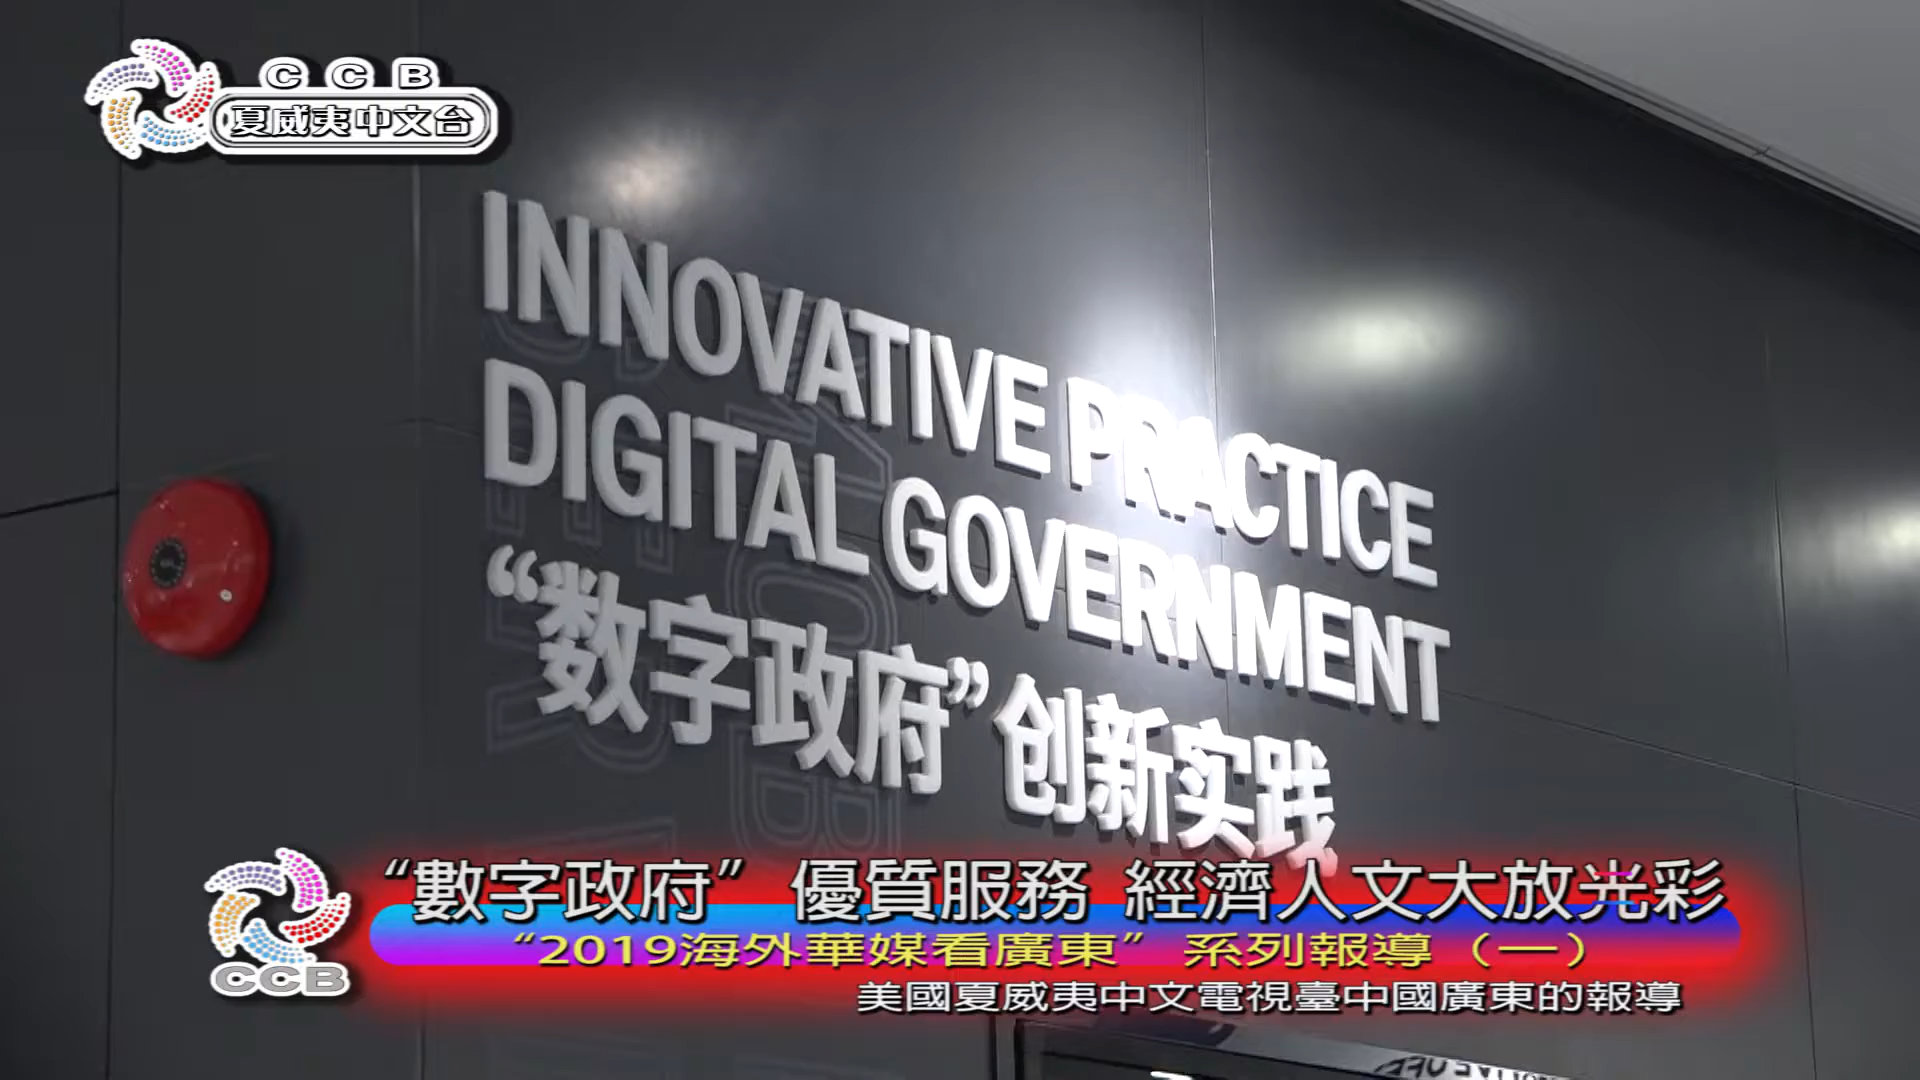 CCB
夏威夷中文台
INNOVATIVE PRACTICE
DIGITAL GOVERNMENT
“数字政府”创新实践
“數字政府” 優質服務 經濟人文大放光彩
“2019海外華媒看廣東” 系列報導（一）
CCB
美國夏威夷中文電視臺中國廣東的報導